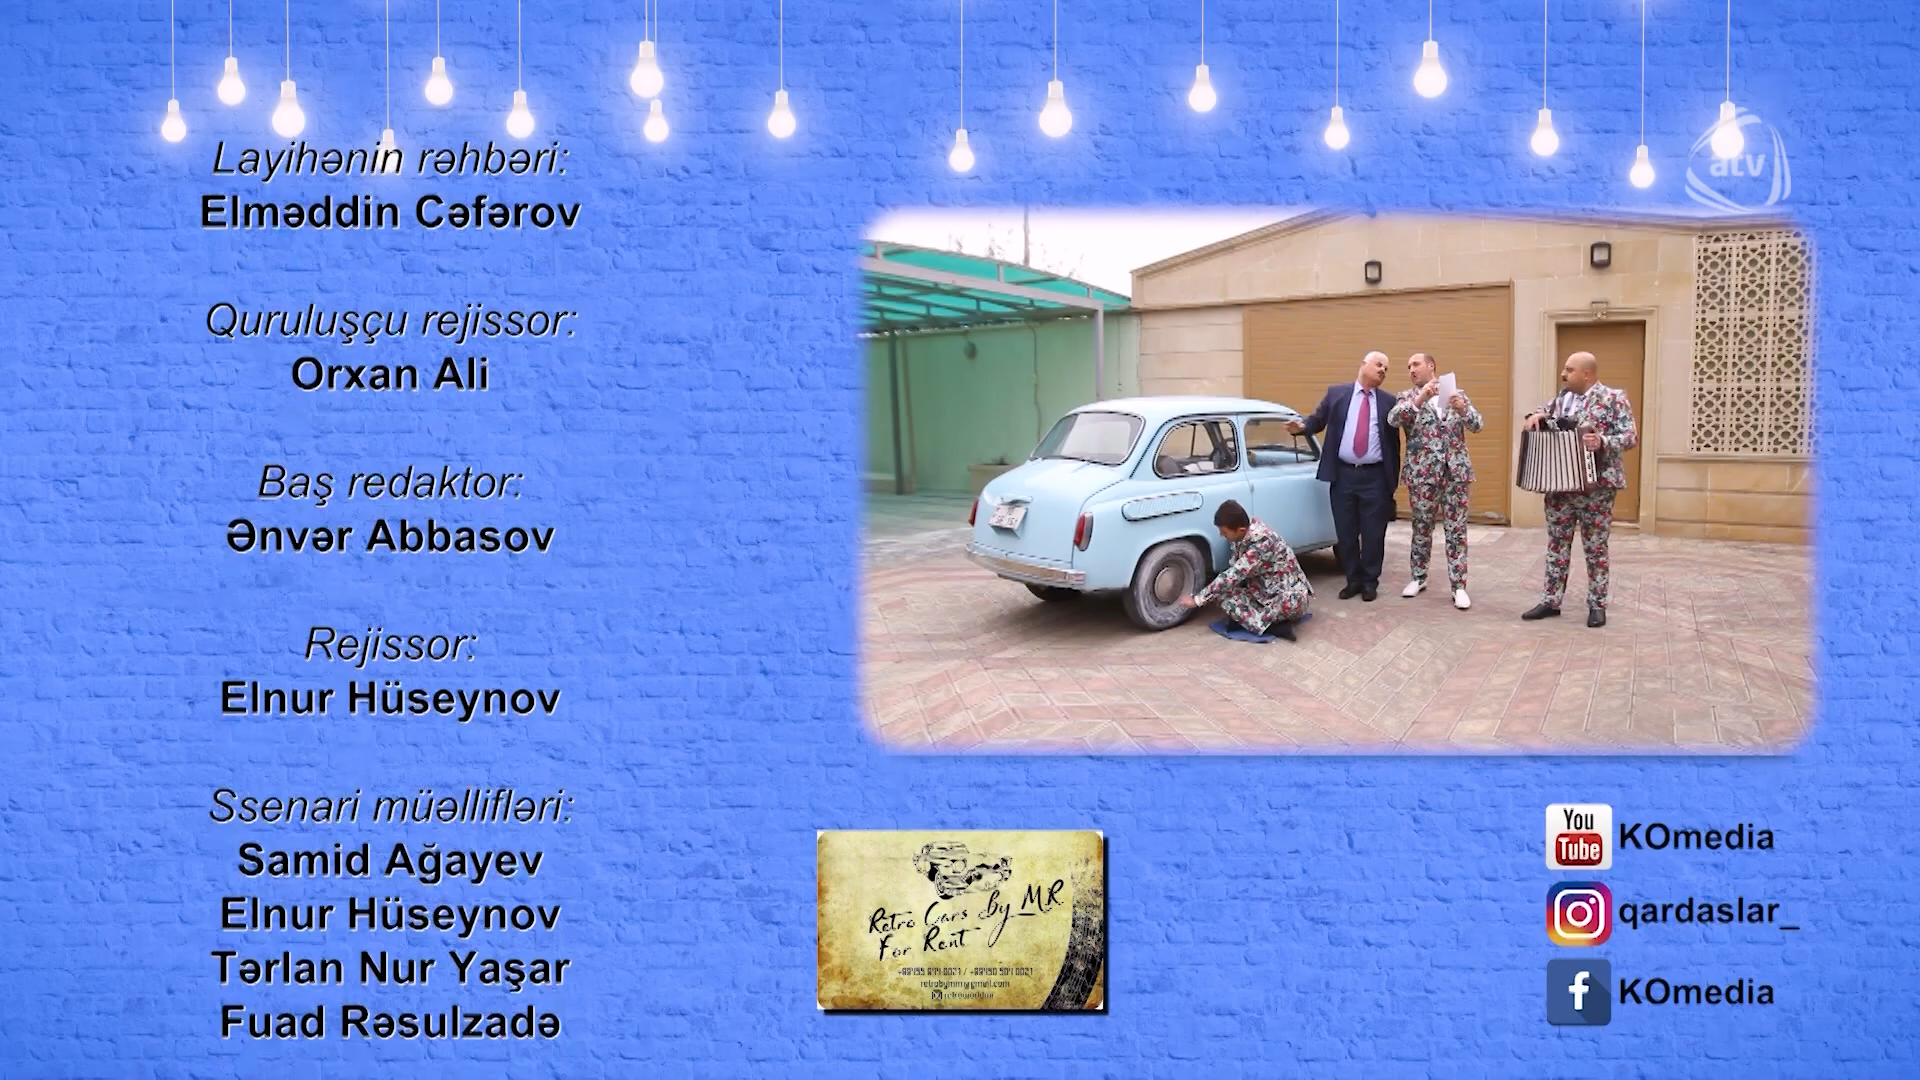 atv
Layihənin rəhbəri:
Elməddin Cəfərov
Quruluşçu rejissor:
Orxan Ali
Baş redaktor:
Ənvər Abbasov
Rejissor:
Elnur Hüseynov
Ssenari müəllifləri:
Samid Ağayev
Elnur Hüseynov
Tərlan Nur Yaşar
Fuad Rəsulzadə
Retro Cars By M.R.
For Rent
You
Tube
KOmedia
qardaslar_
f
KOmedia